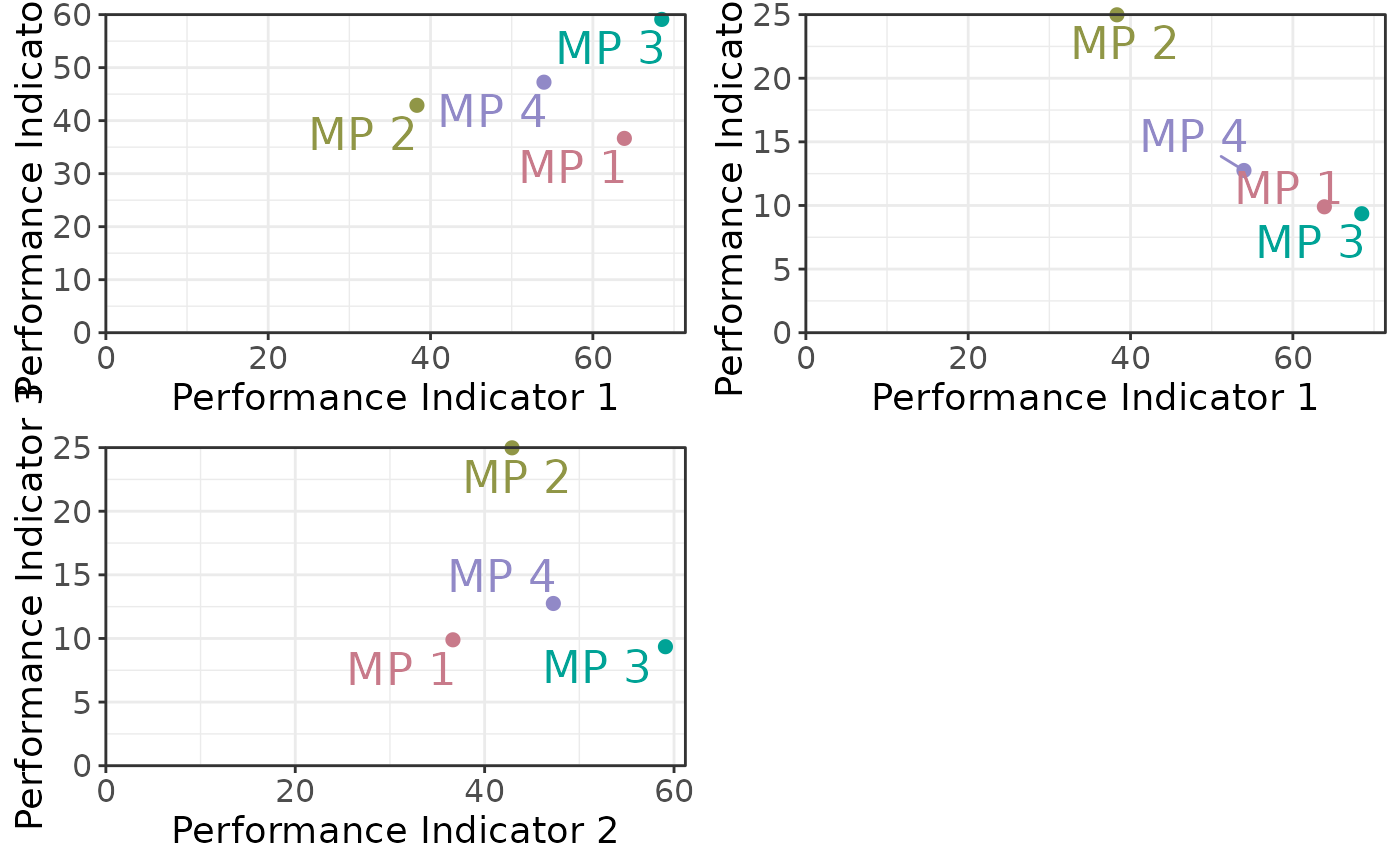 Performance Indicato
60
50
40
30
20
10
0
MP 3
MP 4
MP 2
MP 1
0 20 40 60
Performance Indicator 1
Performance Indicato
25
20
15
10
5
0
MP 2
MP 4
MP 1
MP 3
0 20 40 60
Performance Indicator 1
Performance Indicator 3
25
20
15
10
5
0
MP 2
MP 4
MP 1
MP 3
0 20 40 60
Performance Indicator 2